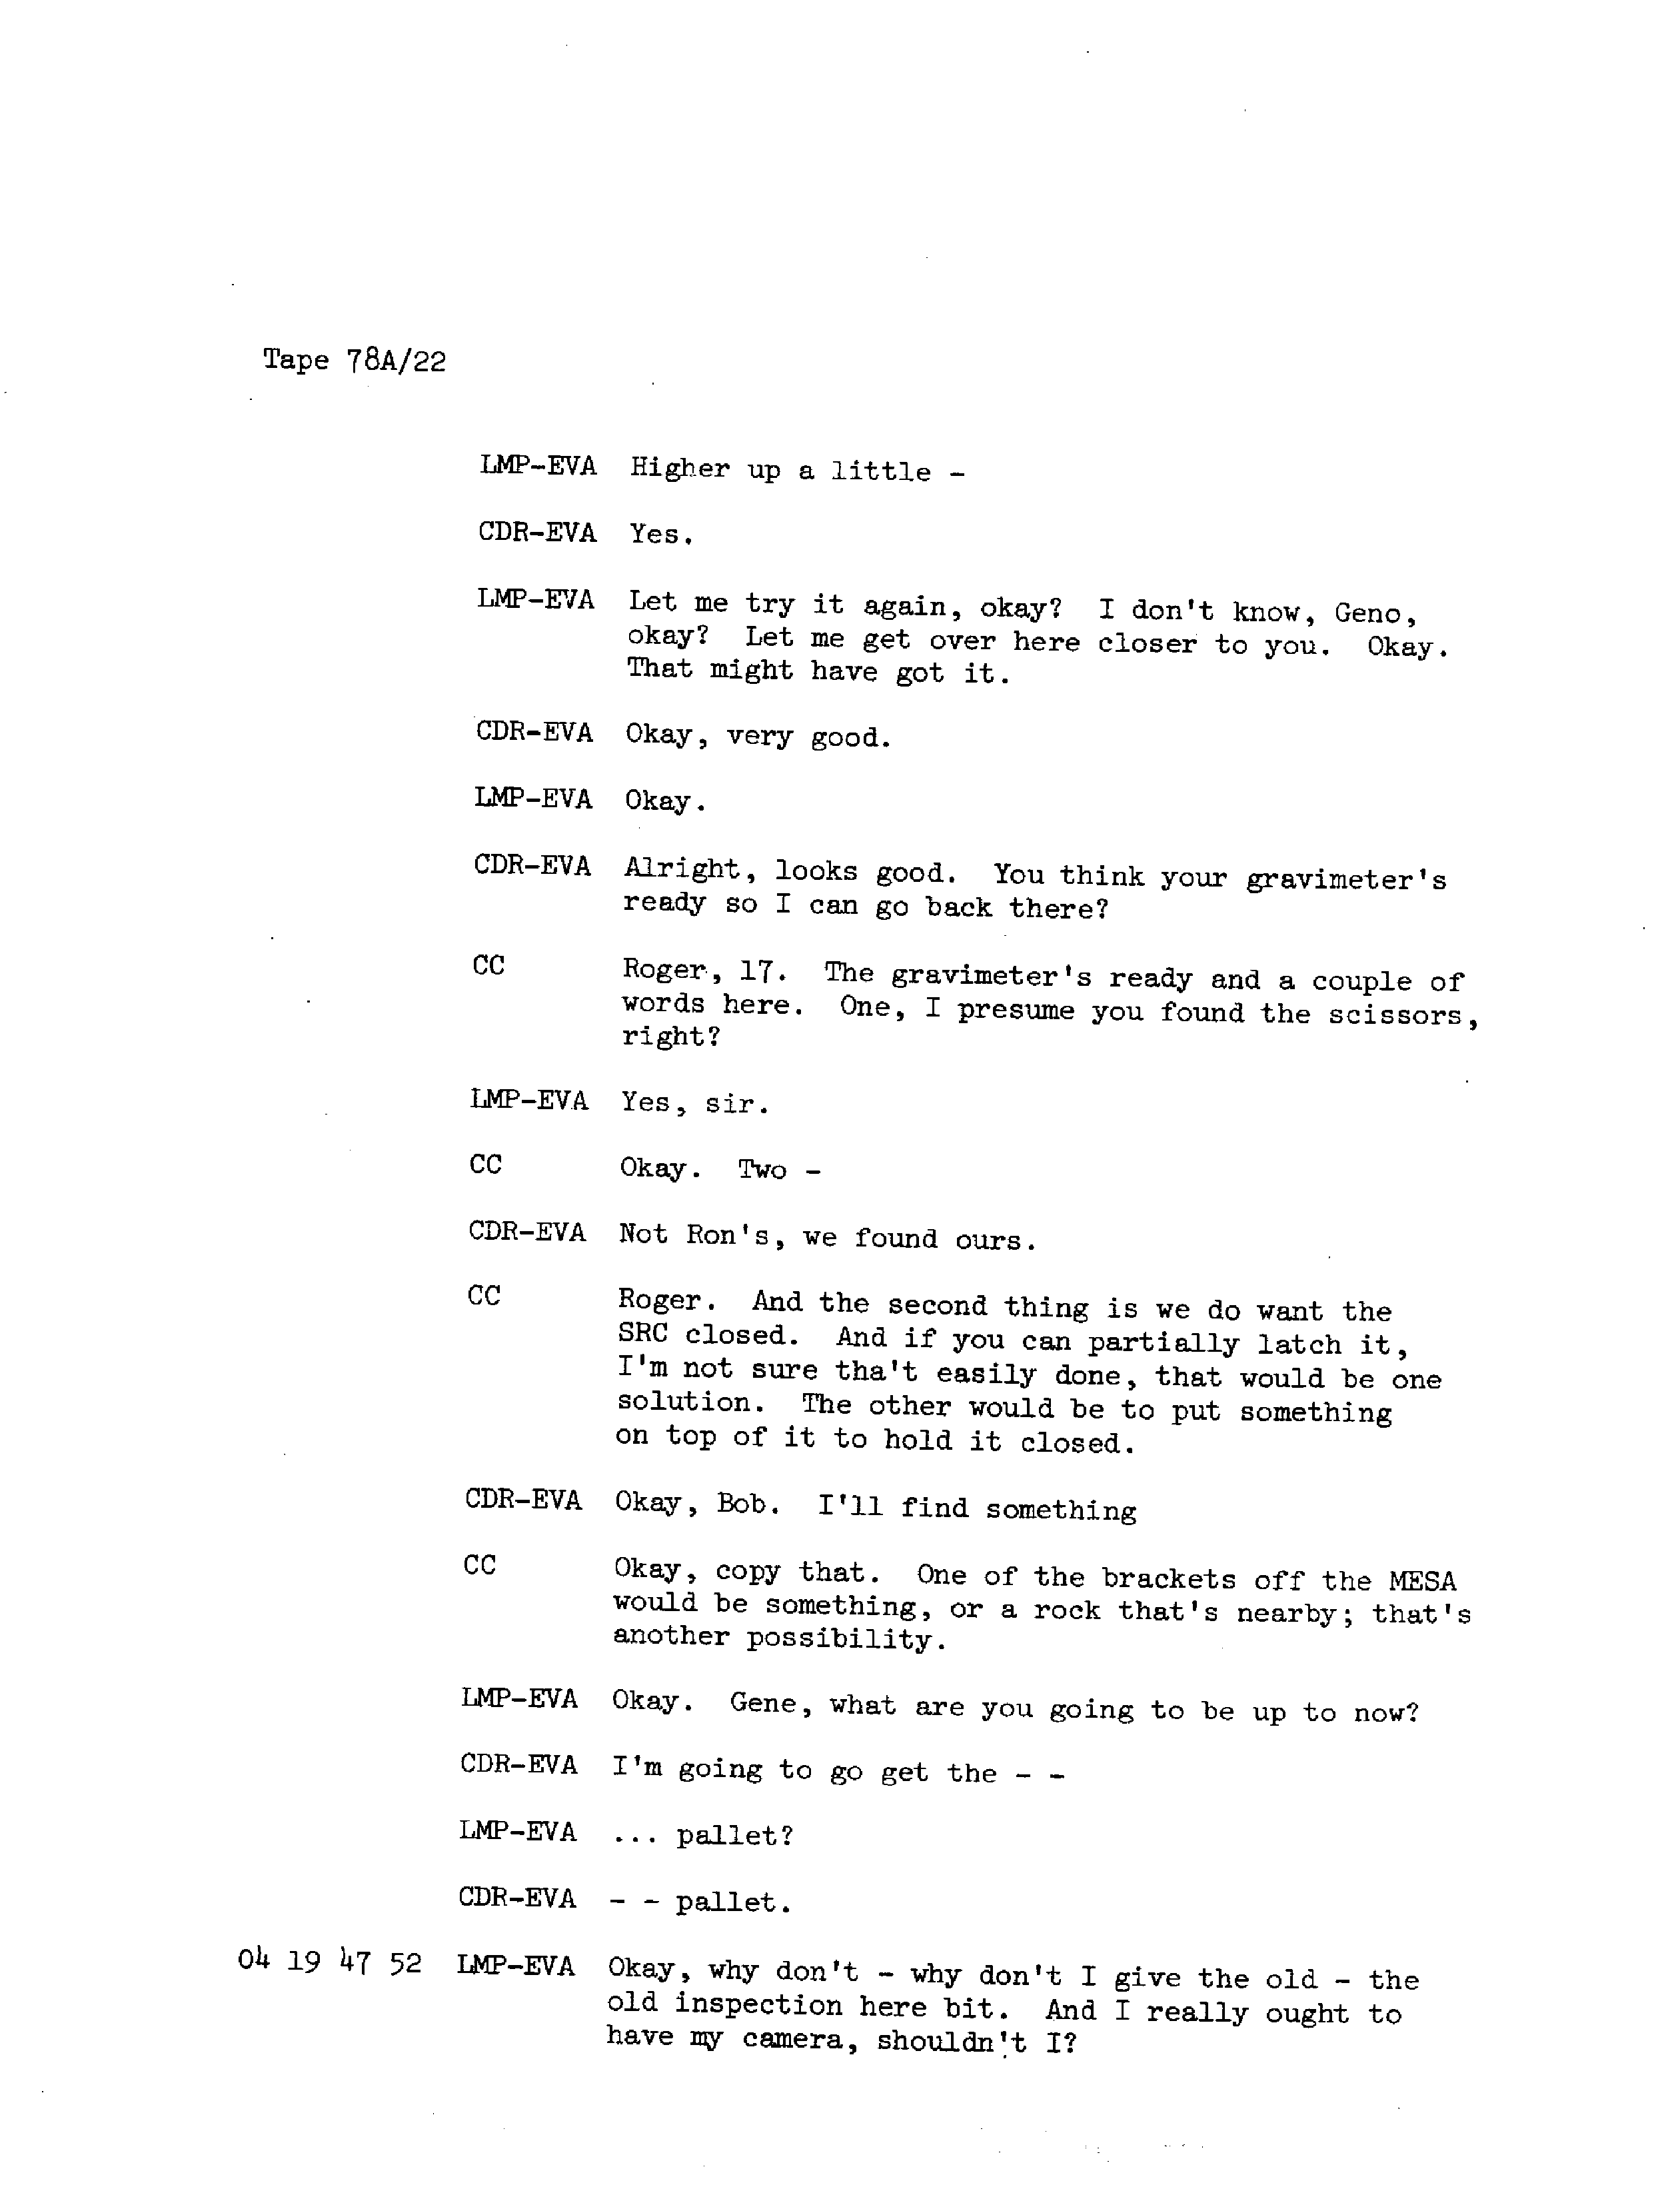 Tape 78A/22
LMP-EVA Higher up a little -
CDR-EVA Yes.
LMP-EVA Let me try it again, okay? I don't know, Geno,
okay? Let me get over here closer to you. Okay.
That might have got it.
CDR-EVA Okay, very good.
LMP-EVA Okay.
CDR-EVA Alright, looks good. You think your gravimeter's
ready so I can go back there?
CC Roger, 17. The gravimeter's ready and a couple of
words here. One, I presume you found the scissors,
right?
LMP-EVA Yes, sir.
CC Okay. Two -
CDR-EVA Not Ron's, we found ours.
CC Roger. And the second thing is we do want the
SRC closed. And if you can partially latch it,
I'm not sure tha't easily done, that would be one
solution. The other would be to put something
on top of it to hold it closed.
CDR-EVA Okay, Bob. I'll find something
CC Okay, copy that. One of the brackets off the MESA
would be something, or a rock that's nearby; that's
another possibility.
LMP-EVA Okay. Gene, what are you going to be up to now?
CDR-EVA I'm going to go get the - -
LMP-EVA ... pallet?
CDR-EVA - - pallet.
04 19 47 52 LMP-EVA Okay, why don't - why don't I give the old - the
old inspection here bit. And I really ought to
have my camera, shouldn't I?